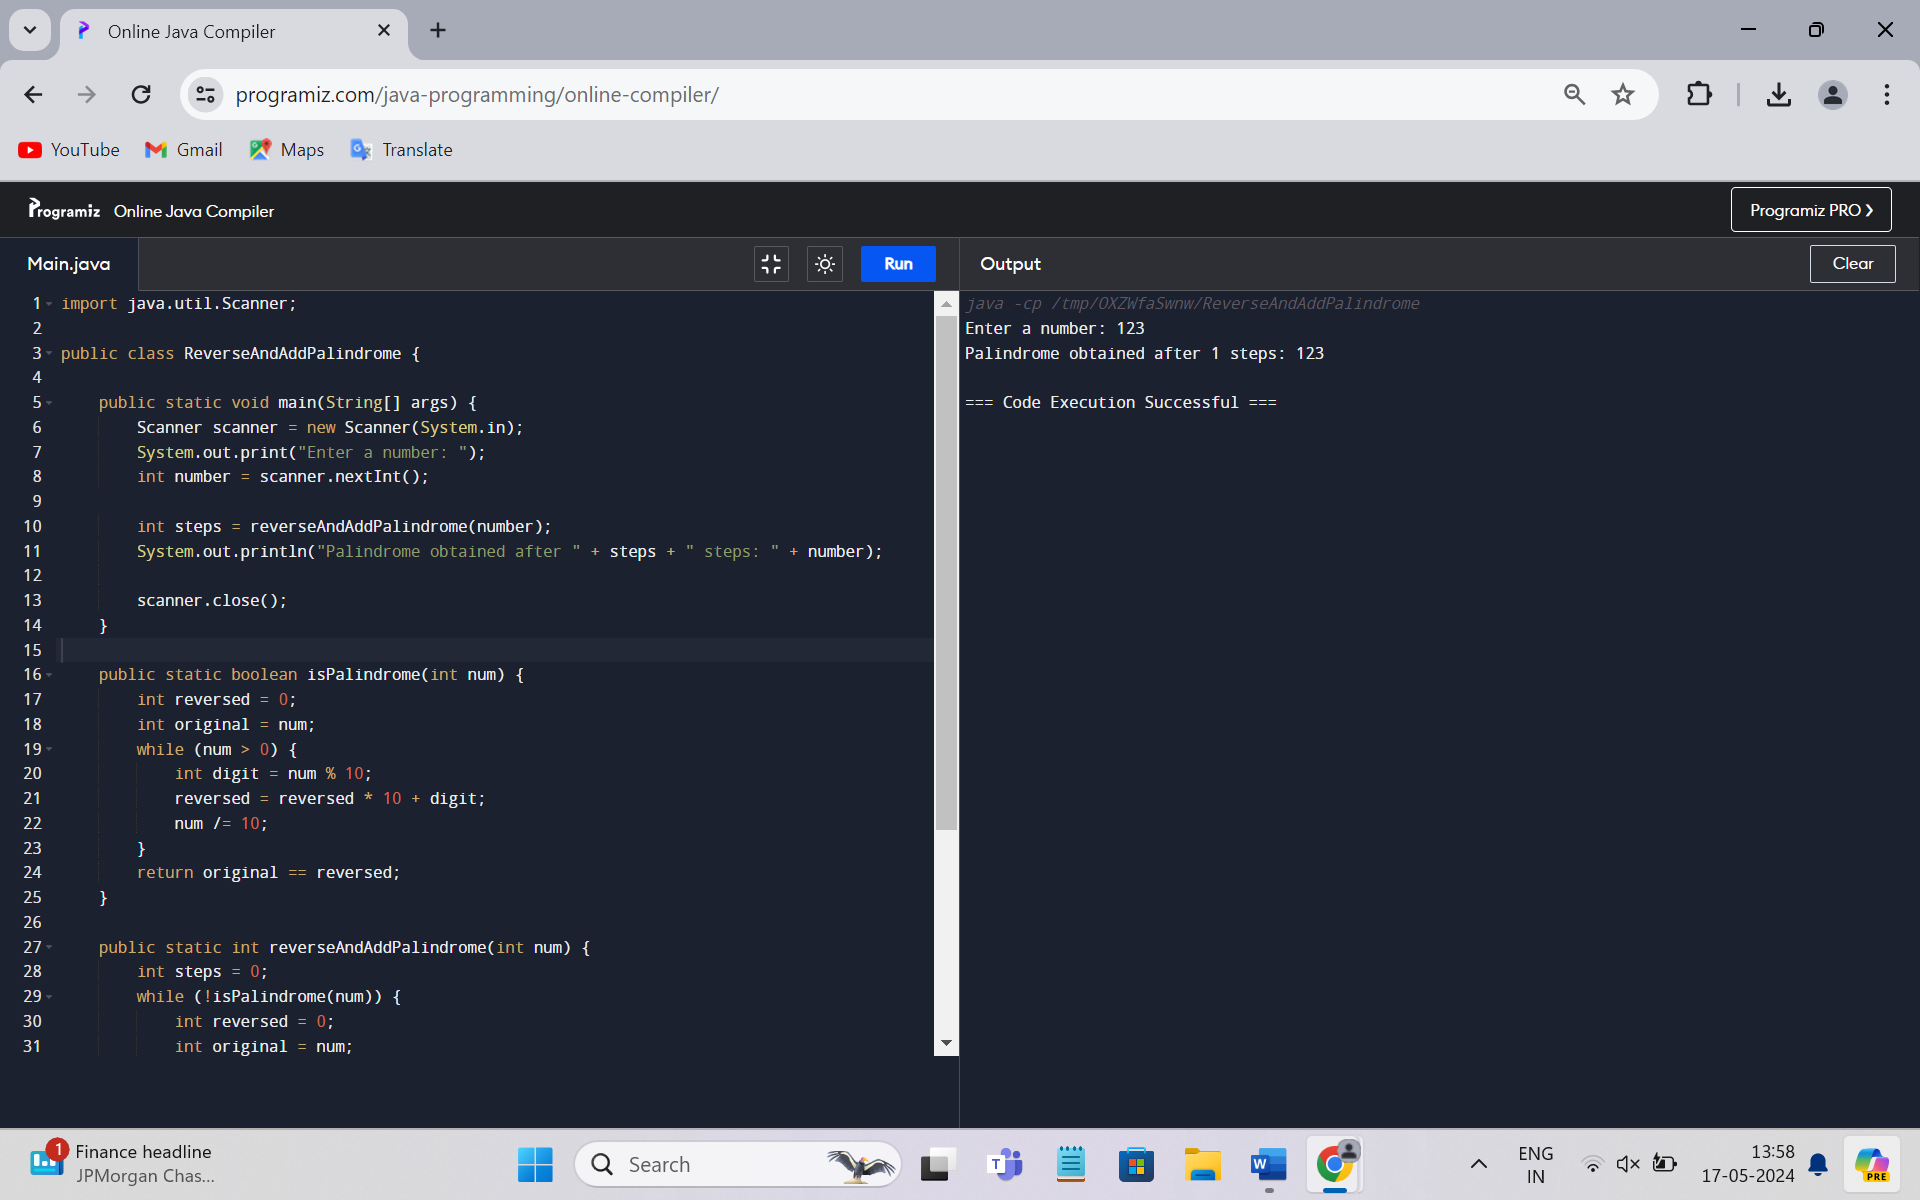 Online Java Compiler
programiz.com/java-programming/online-compiler/
YouTube Gmail Maps Translate
Programiz Online Java Compiler
Programiz PRO
Main.java
Run
1 import java.util.Scanner;
2
3 public class ReverseAndAddPalindrome {
4
5 public static void main(String[] args) {
6 Scanner scanner = new Scanner(System.in);
7 System.out.print("Enter a number: ");
8 int number = scanner.nextInt();
9
10 int steps = reverseAndAddPalindrome(number);
11 System.out.println("Palindrome obtained after " + steps + " steps: " + number);
12
13 scanner.close();
14 }
15
16 public static boolean isPalindrome(int num) {
17 int reversed = 0;
18 int original = num;
19 while (num > 0) {
20 int digit = num % 10;
21 reversed = reversed * 10 + digit;
22 num /= 10;
23 }
24 return original == reversed;
25 }
26
27 public static int reverseAndAddPalindrome(int num) {
28 int steps = 0;
29 while (!isPalindrome(num)) {
30 int reversed = 0;
31 int original = num;
Output
Clear
java -cp /tmp/OXZWfaSwnw/ReverseAndAddPalindrome
Enter a number: 123
Palindrome obtained after 1 steps: 123
=== Code Execution Successful ===
1
Finance headline
JPMorgan Chas...
Search
ENG
IN
13:58
17-05-2024
PRE